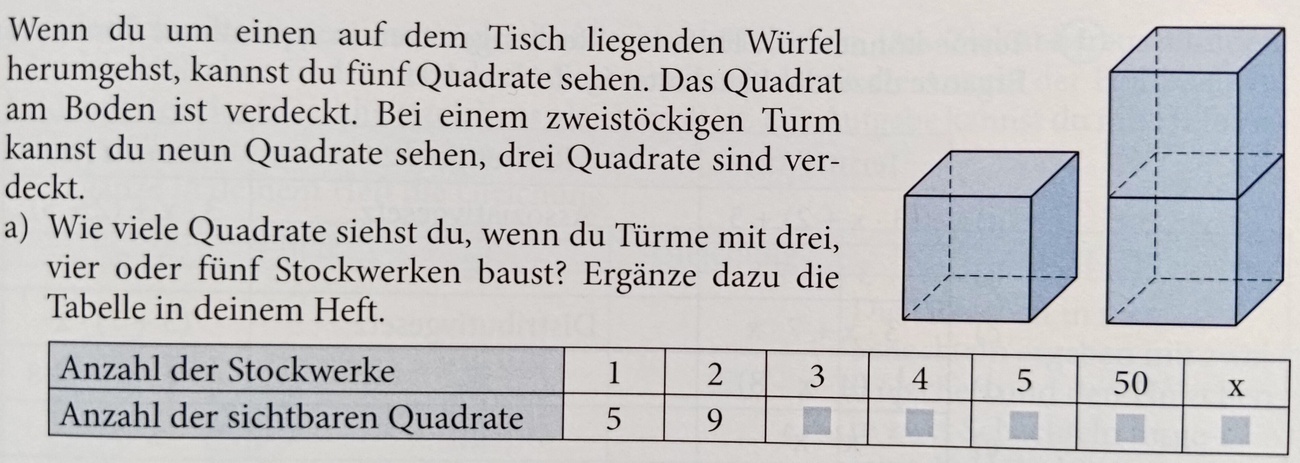 Wenn du um einen auf dem Tisch liegenden Würfel
herumgehst, kannst du fünf Quadrate sehen. Das Quadrat
am Boden ist verdeckt. Bei einem zweistöckigen Turm
kannst du neun Quadrate sehen, drei Quadrate sind ver-
deckt.
a) Wie viele Quadrate siehst du, wenn du Türme mit drei,
vier oder fünf Stockwerken baust? Ergänze dazu die
Tabelle in deinem Heft.
Anzahl der Stockwerke 1 2 3 4 5 50 x
Anzahl der sichtbaren Quadrate 5 9